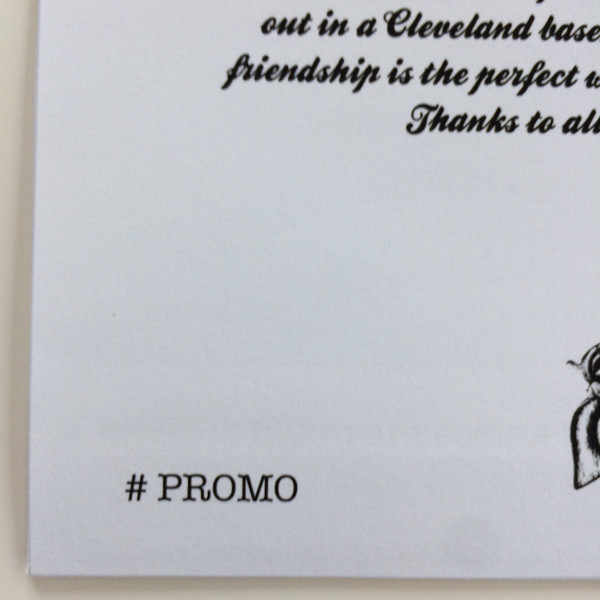 out in a Cleveland base
friendship is the perfect
Thanks to all
# PROMO